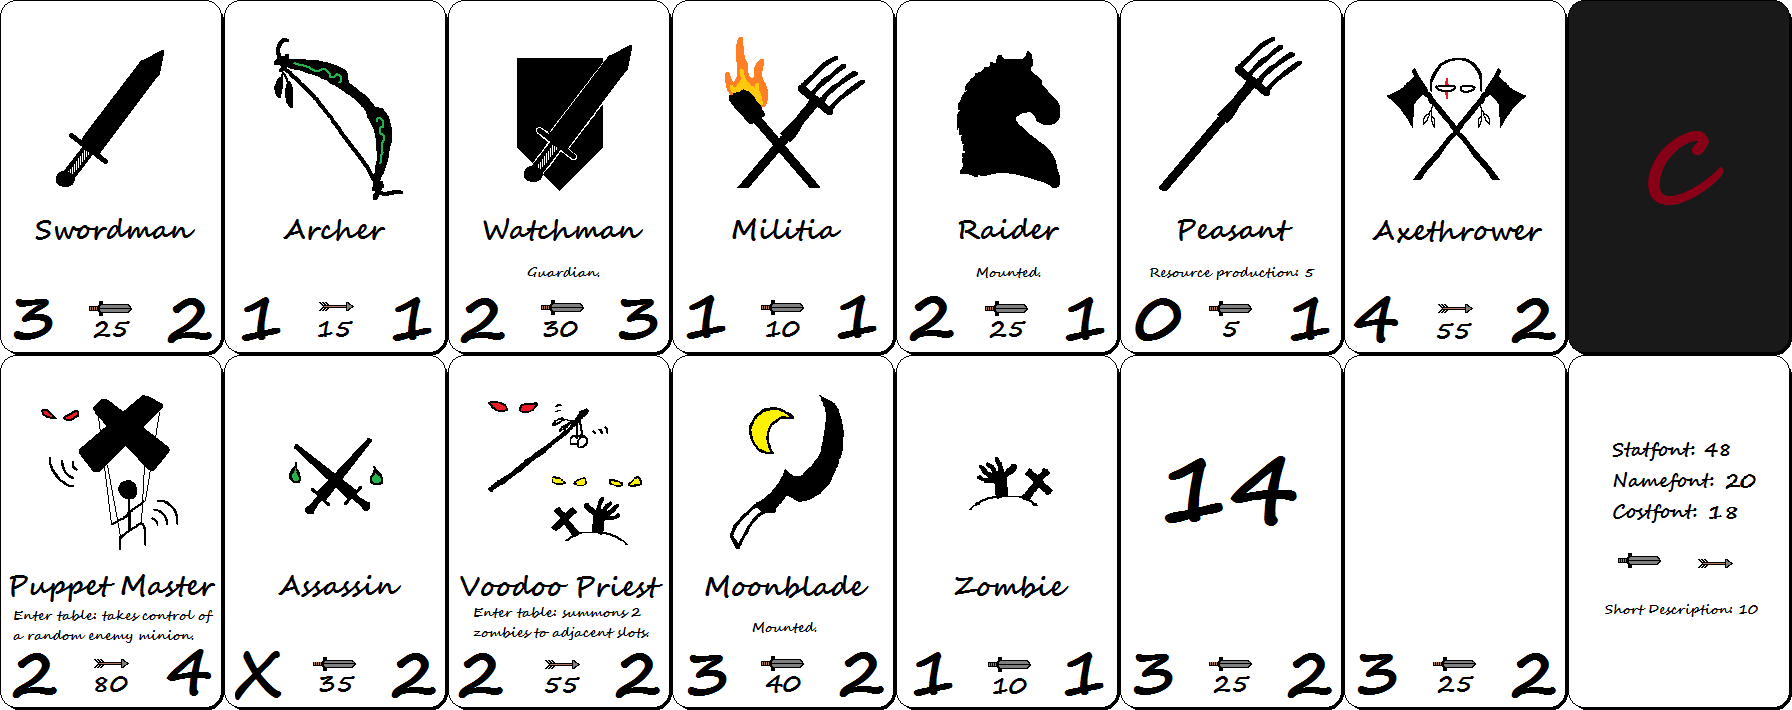 Swordman
3 25 2
Archer
1 15 1
Watchman
Guardian.
2 30 3
Militia
1 10 1
Raider
Mounted.
2 25 1
Peasant
Resource production: 5
0 5 1
Axethrower
4 55 2
C
Puppet Master
Enter table: takes control of
a random enemy minion.
2 80 4
Assassin
X 35 2
Voodoo Priest
Enter table: summons 2
zombies to adjacent slots.
2 55 2
Moonblade
Mounted.
3 40 2
Zombie
1 10 1
14
3 25 2
3 25 2
Statfont: 48
Namefont: 20
Costfont: 18
Short Description: 10